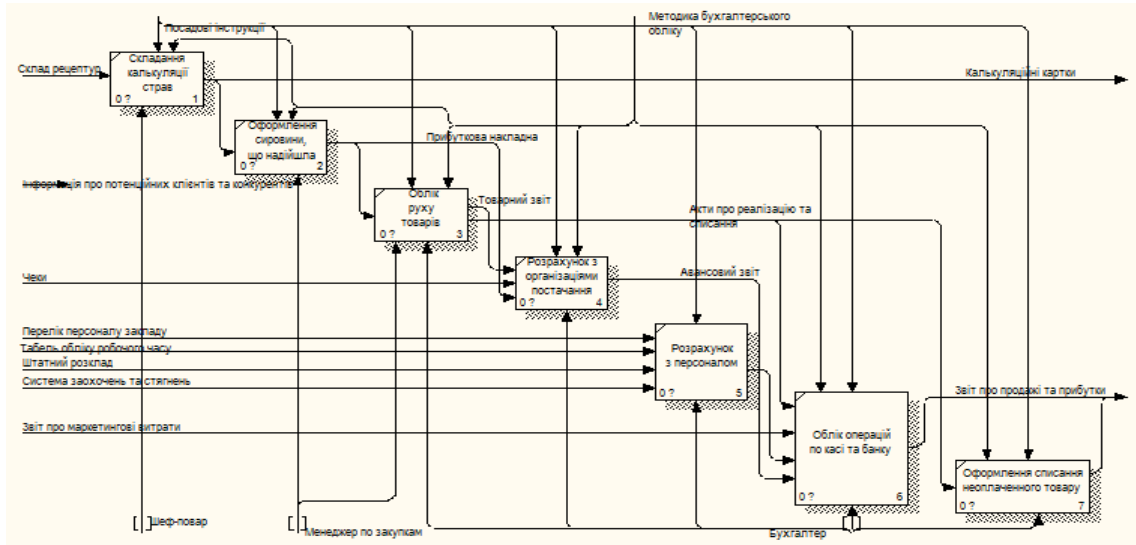 Методика бухгалтерського
обліку
Посадові інструкції
Складання
калькуляції
страв
0 ?
1
Склад рецептур
Калькуляційні картки
Оформлення
сировини,
що надійшла
0 ?
2
Прибуткова накладна
Інформація про потенційних клієнтів та конкурентів
Облік
руху
товарів
0 ?
3
Товарний звіт
Акти про реалізацію та
списання
Розрахунок з
організаціями
постачання
0 ?
4
Чеки
Авансовий звіт
Перелік персоналу закладу
Табель обліку робочого часу
Штатний розклад
Система заохочень та стягнень
Розрахунок
з персоналом
0 ?
5
Звіт про продажі та прибутки
Звіт про маркетингові витрати
Облік операцій
по касі та банку
0 ?
6
Оформлення списання
неоплаченного товару
0 ?
7
Шеф-повар
Менеджер по закупкам
Бухгалтер